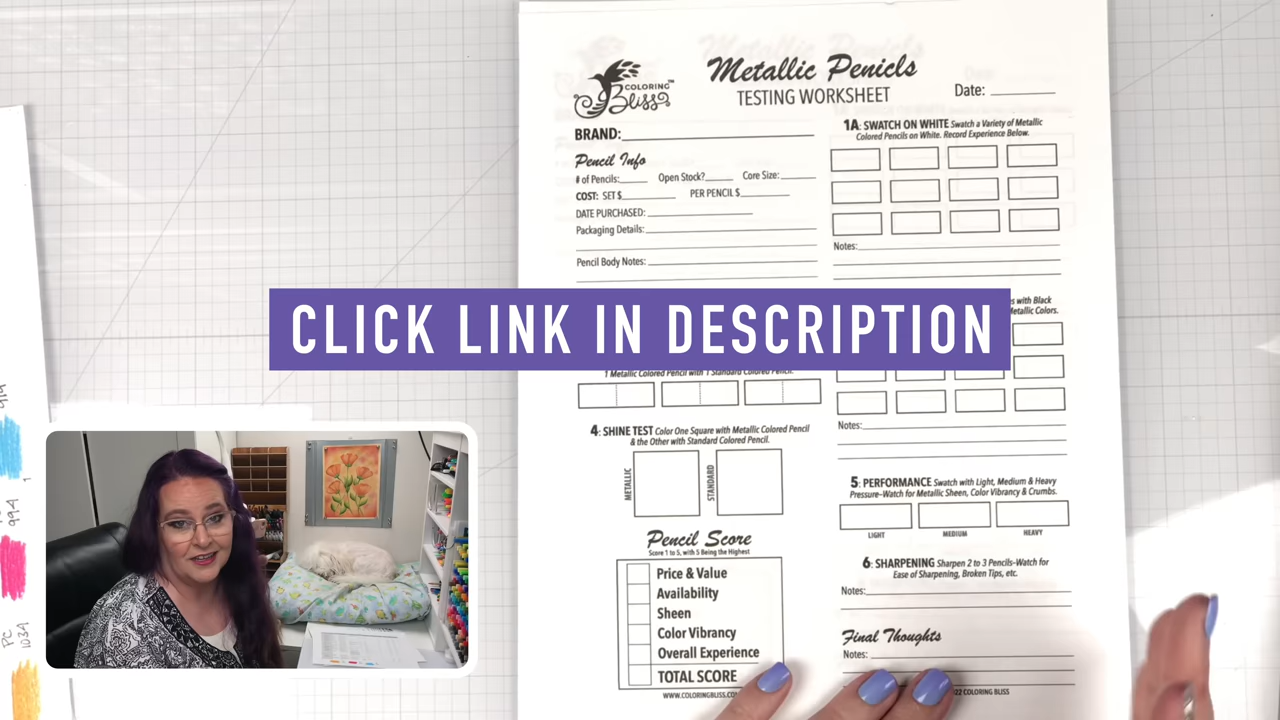 COLORING
Bliss
Metallic Penicls
TESTING WORKSHEET
Date:
BRAND:
Pencil Info
# of Pencils: Open Stock? Core Size:
COST: SET $ PER PENCIL $
DATE PURCHASED:
Packaging Details:
Pencil Body Notes:
1A: SWATCH ON WHITE Swatch a Variety of Metallic
Colored Pencils on White. Record Experience Below.
Notes:
es with Black
Metallic Colors.
CLICK LINK IN DESCRIPTION
1 Metallic Colored Pencil with 1 Standard Colored Pencil.
4: SHINE TEST Color One Square with Metallic Colored Pencil
& the Other with Standard Colored Pencil.
METALLIC
STANDARD
Notes:
5: PERFORMANCE Swatch with Light, Medium & Heavy
Pressure-Watch for Metallic Sheen, Color Vibrancy & Crumbs.
LIGHT MEDIUM HEAVY
Pencil Score
Score 1 to 5, with 5 Being the Highest
Price & Value
Availability
Sheen
Color Vibrancy
Overall Experience
TOTAL SCORE
WWW.COLORINGBLISS.CO
6: SHARPENING Sharpen 2 to 3 Pencils-Watch for
Ease of Sharpening, Broken Tips, etc.
Notes:
Final Thoughts
Notes:
022 COLORING BLISS
994
PC
1034